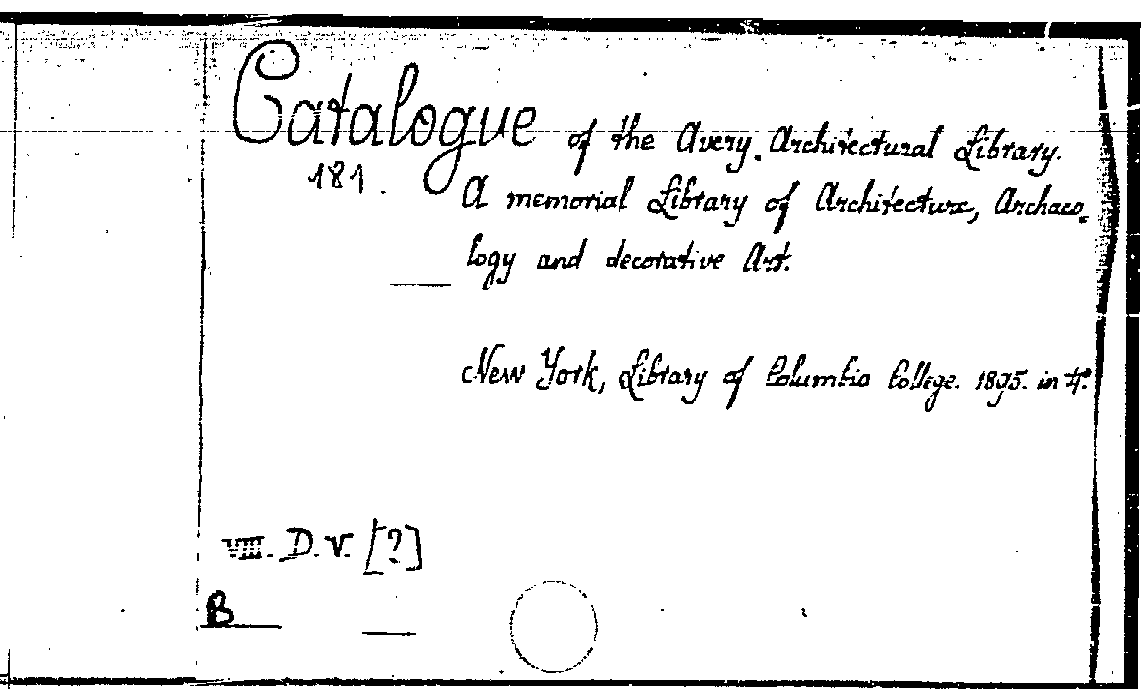 Catalogue of the Avery. Architectural Library.
181.
A memorial Library of Architecture, Archaeo-
logy and decorative Art.
New York, Library of Columbia College. 1895. in 4°.
VIII. D. V. [?]
B